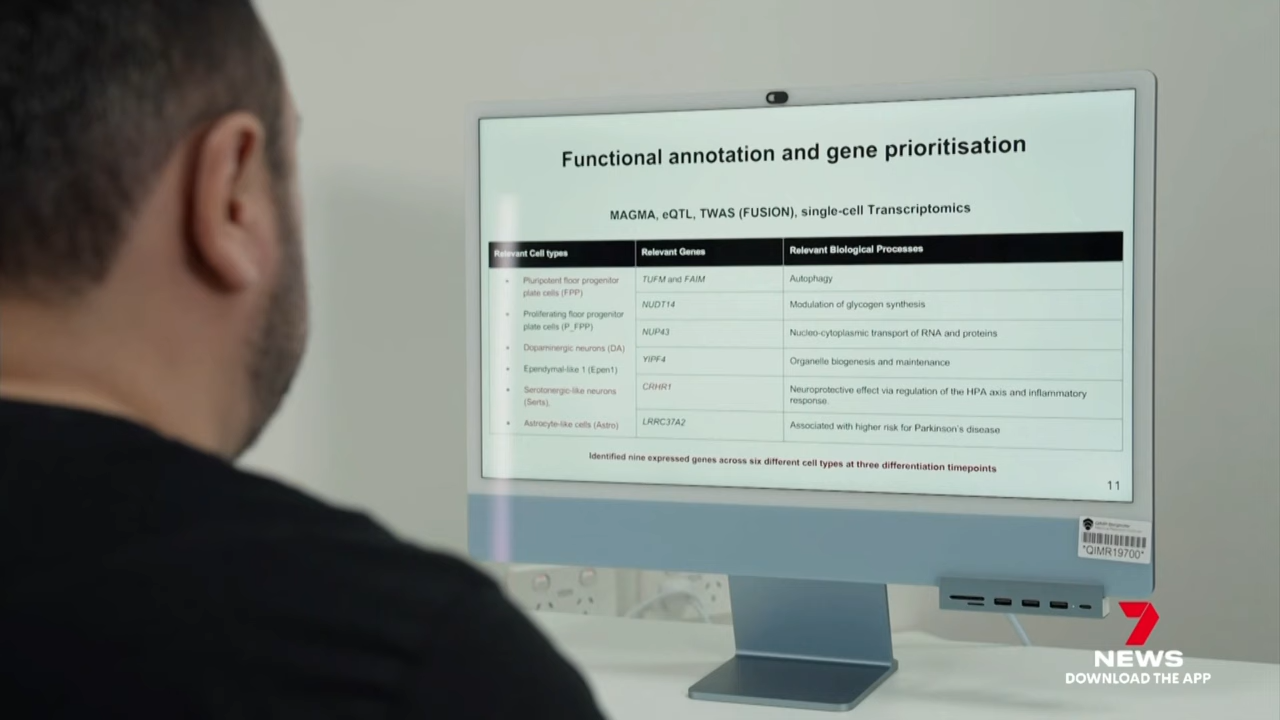 Functional annotation and gene prioritisation
MAGMA, eQTL, TWAS (FUSION), single-cell Transcriptomics
Relevant Cell types
Relevant Genes
Relevant Biological Processes
• Pluripotent floor progenitor
plate cells (FPP)
• Proliferating floor progenitor
plate cells (P_FPP)
• Dopaminergic neurons (DA)
• Ependymal-like 1 (Epen1)
• Serotonergic-like neurons
(Serts),
• Astrocyte-like cells (Astro)
TUFM and FAIM
Autophagy
NUDT14
Modulation of glycogen synthesis
NUP43
Nucleo-cytoplasmic transport of RNA and proteins
YIPF4
Organelle biogenesis and maintenance
CRHR1
Neuroprotective effect via regulation of the HPA axis and inflammatory
response.
LRRC37A2
Associated with higher risk for Parkinson's disease
Identified nine expressed genes across six different cell types at three differentiation timepoints
11
*QIMR19700*
7
NEWS
DOWNLOAD THE APP